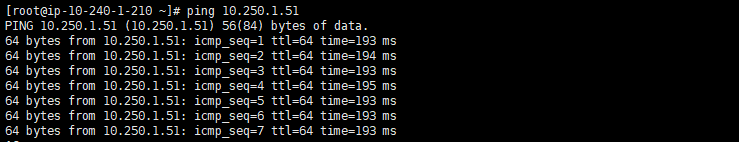 [root@ip-10-240-1-210 ~]# ping 10.250.1.51
PING 10.250.1.51 (10.250.1.51) 56(84) bytes of data.
64 bytes from 10.250.1.51: icmp_seq=1 ttl=64 time=193 ms
64 bytes from 10.250.1.51: icmp_seq=2 ttl=64 time=194 ms
64 bytes from 10.250.1.51: icmp_seq=3 ttl=64 time=193 ms
64 bytes from 10.250.1.51: icmp_seq=4 ttl=64 time=195 ms
64 bytes from 10.250.1.51: icmp_seq=5 ttl=64 time=193 ms
64 bytes from 10.250.1.51: icmp_seq=6 ttl=64 time=193 ms
64 bytes from 10.250.1.51: icmp_seq=7 ttl=64 time=193 ms